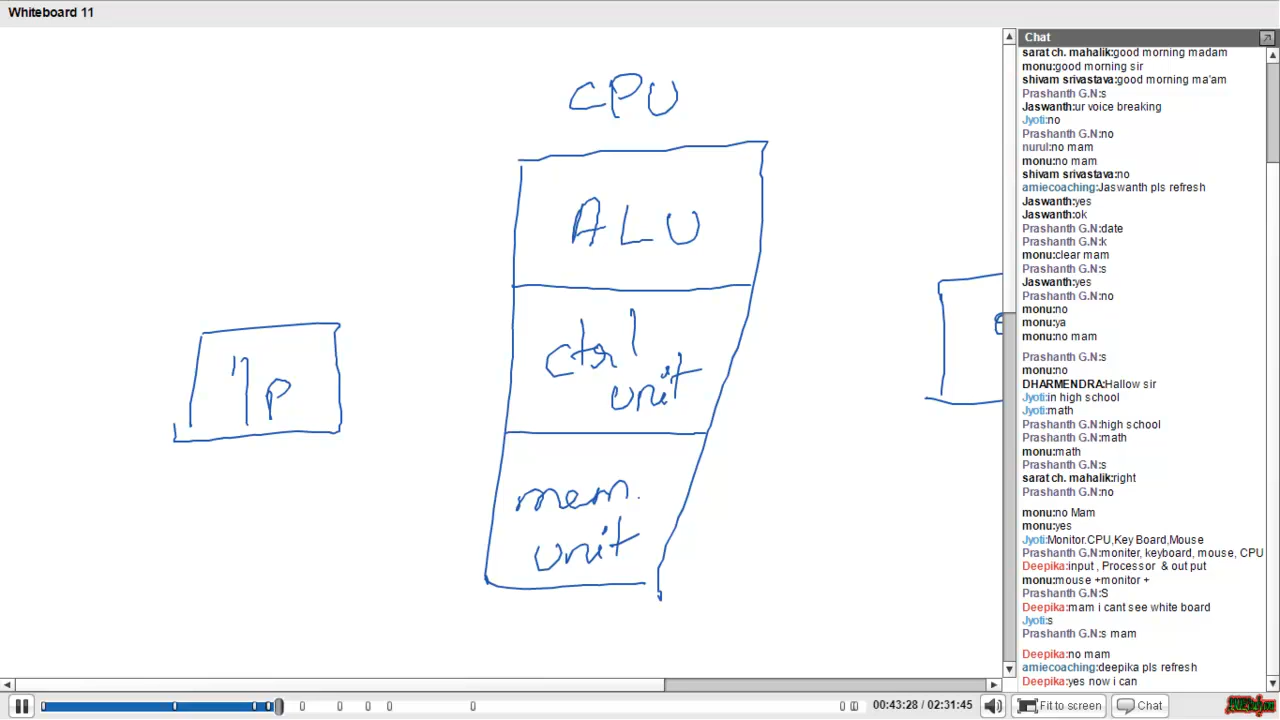 Whiteboard 11
CPU
ALU
ctrl
unit
mem.
unit
P
Chat
sarat ch. mahalik:good morning madam
monu:good morning sir
shivam srivastava:good morning ma'am
Prashanth G.N:s
Jaswanth:ur voice breaking
Jyoti:no
Prashanth G.N:no
nurul:no mam
monu:no mam
shivam srivastava:no
amiecoaching:Jaswanth pls refresh
Jaswanth:yes
Jaswanth:ok
Prashanth G.N:date
Prashanth G.N:k
monu:clear mam
Prashanth G.N:s
Jaswanth:yes
Prashanth G.N:no
monu:no
monu:ya
monu:no mam
Prashanth G.N:s
monu:no
DHARMENDRA:Hallow sir
Jyoti:in high school
Jyoti:math
Prashanth G.N:high school
Prashanth G.N:math
monu:math
Prashanth G.N:s
sarat ch. mahalik:right
Prashanth G.N:no
monu:no Mam
monu:yes
Jyoti:Monitor.CPU,Key Board,Mouse
Prashanth G.N:moniter, keyboard, mouse, CPU
Deepika:input , Processor & out put
monu:mouse +monitor +
Prashanth G.N:S
Deepika:mam i cant see white board
Jyoti:s
Prashanth G.N:s mam
Deepika:no mam
amiecoaching:deepika pls refresh
Deepika:yes now i can
00:43:28 / 02:31:45
Fit to screen
Chat